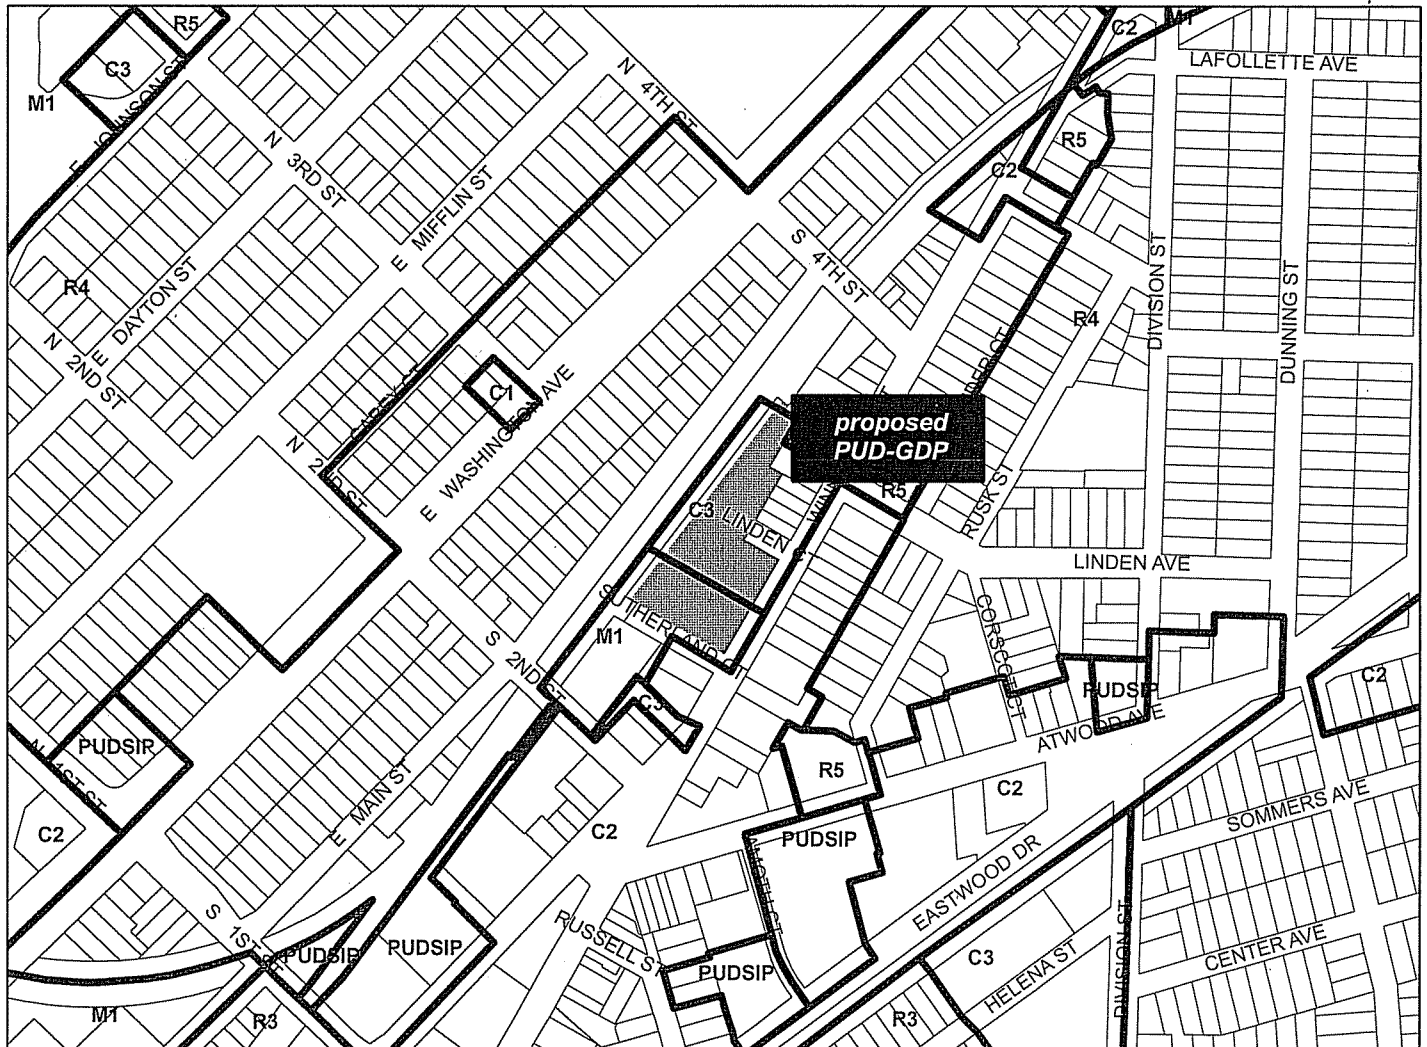 R5
C2
M1
C3
LAFOLLETTE AVE
M1
E JOHNSON ST
N 4TH ST
R5
N 3RD ST
C2
E MIFFLIN ST
S 4TH ST
DIVISION ST
R4
E DAYTON ST
DUNNING ST
R4
N 2ND ST
C1
E WASHINGTON AVE
proposed
PUD-GDP
N 2ND ST
R5
C3
LINDEN CT
RUSK ST
LINDEN AVE
SUTHERLAND CT
M1
CORSCOT CT
S 2ND ST
C3
PUDSIP
C2
ATWOOD AVE
PUDSIP
N 1ST ST
R5
C2
E MAIN ST
SOMMERS AVE
C2
C2
PUDSIP
EASTWOOD DR
S 1ST ST
RUSSELL ST
DIVISION ST
CENTER AVE
PUDSIP
PUDSIP
C3
PUDSIP
HELENA ST
M1
R3
R3